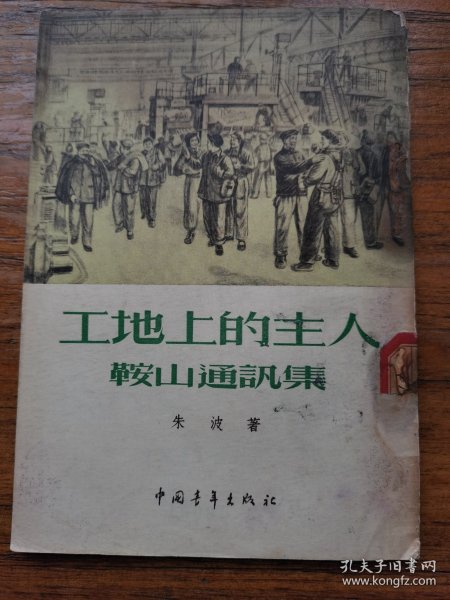 工地上的主人
鞍山通訊集
朱波著
中国青年出版社
孔夫子旧书网
www.kongfz.com